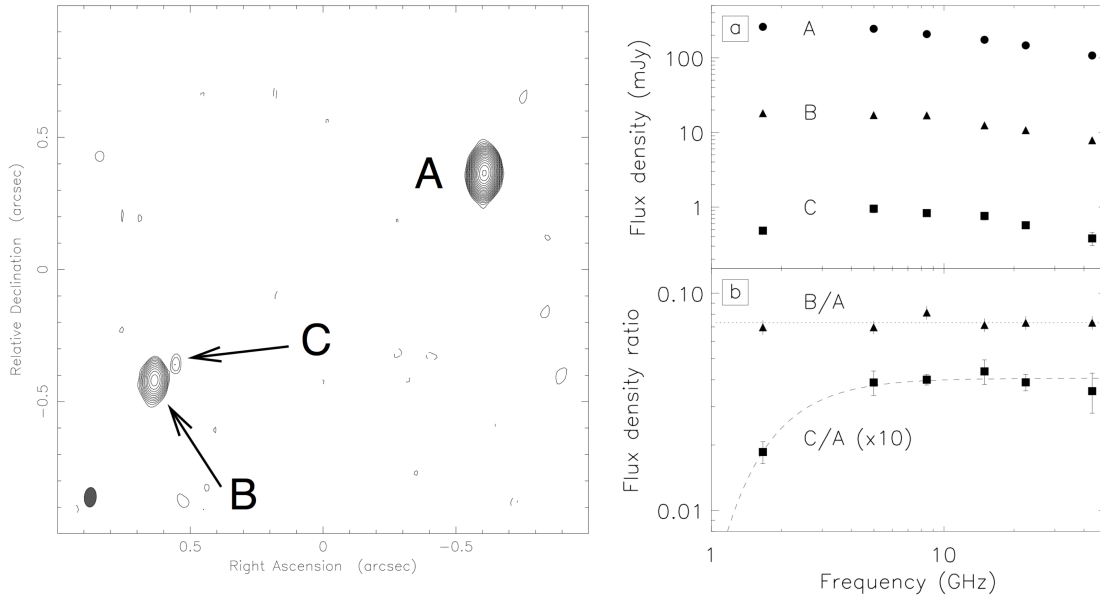 A
C
B
Relative Declination (arcsec)
0.5
0
-0.5
0.5
0
-0.5
Right Ascension (arcsec)
a
A
B
C
Flux density (mJy)
100
10
1
b
B/A
C/A (x10)
Flux density ratio
0.10
0.01
1
10
Frequency (GHz)